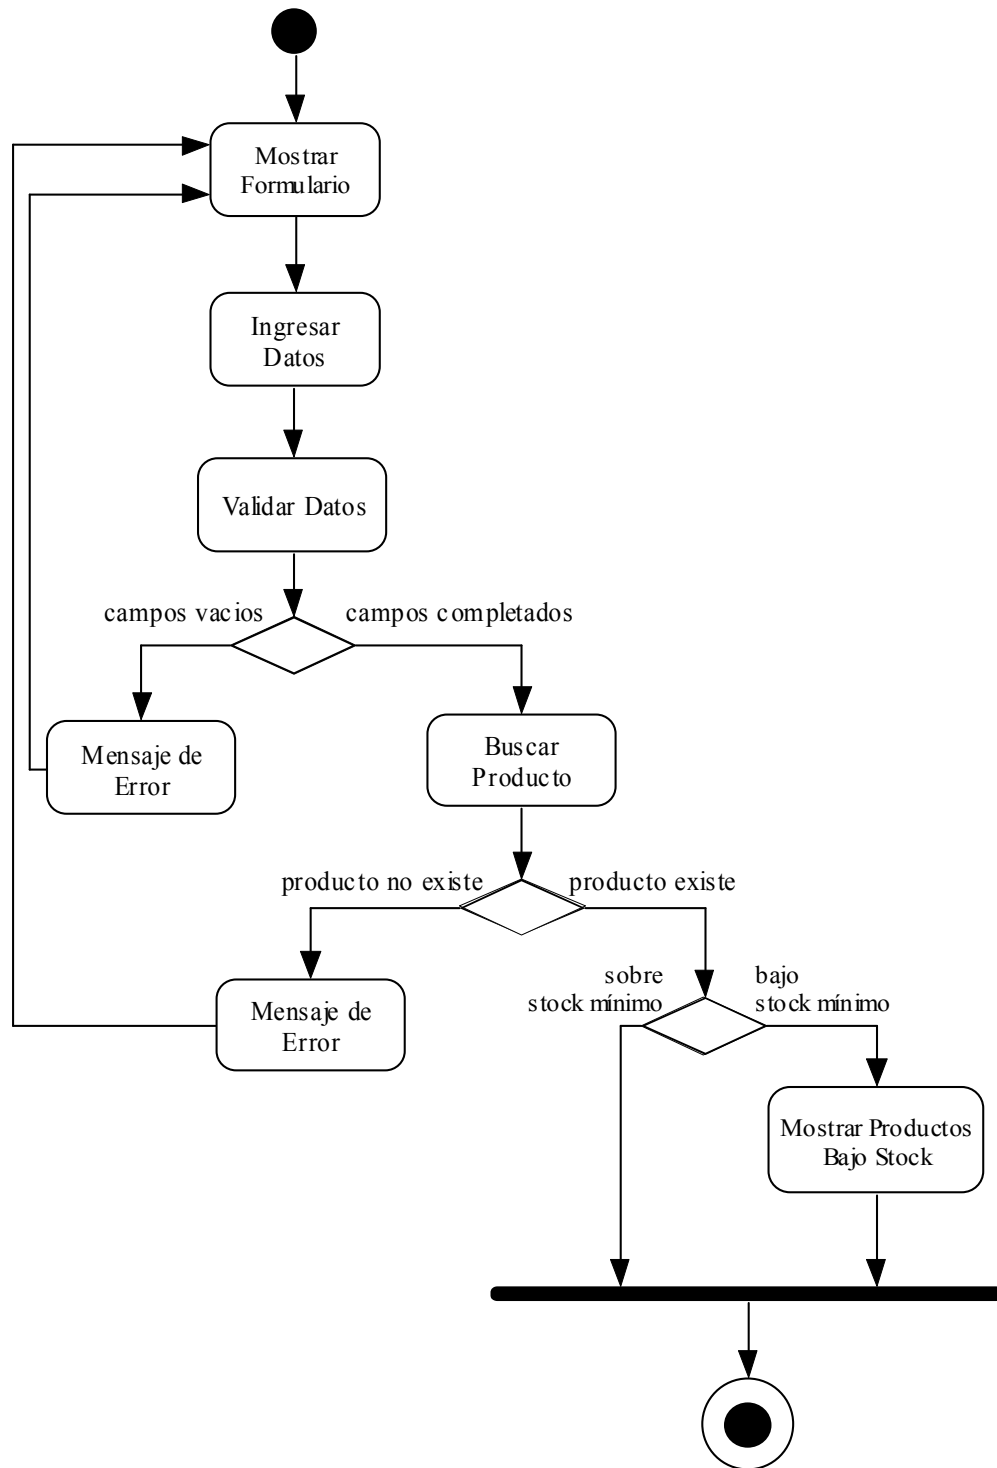 Mostrar
Formulario
Ingresar
Datos
Validar Datos
campos vacios
campos completados
Mensaje de
Error
Buscar
Producto
producto no existe
producto existe
sobre
stock mínimo
bajo
stock mínimo
Mensaje de
Error
Mostrar Productos
Bajo Stock